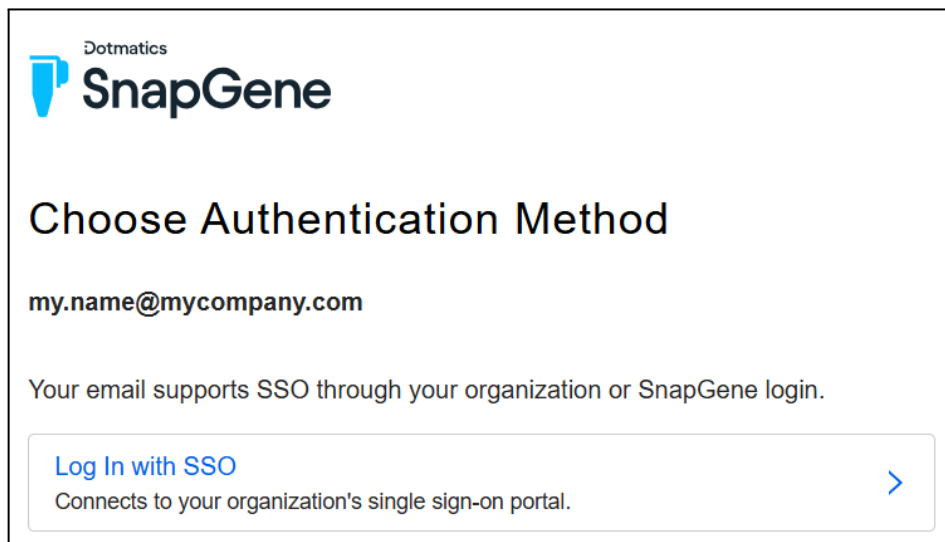 Dotmatics
SnapGene
Choose Authentication Method
my.name@mycompany.com
Your email supports SSO through your organization or SnapGene login.
Log In with SSO
Connects to your organization's single sign-on portal.